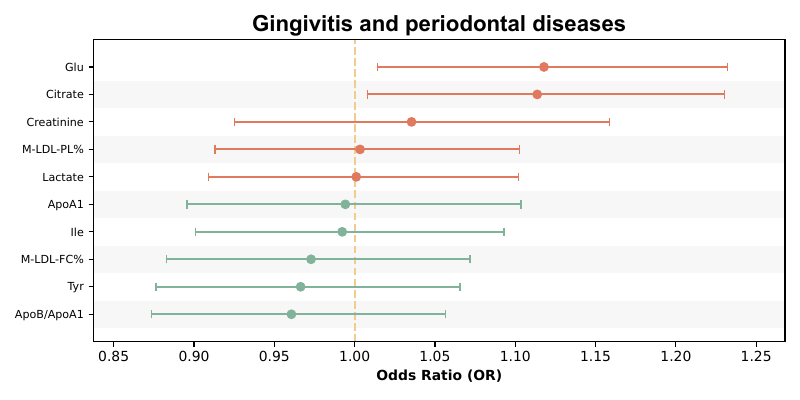 Gingivitis and periodontal diseases
Glu
Citrate
Creatinine
M-LDL-PL%
Lactate
ApoA1
Ile
M-LDL-FC%
Tyr
ApoB/ApoA1
0.85 0.90 0.95 1.00 1.05 1.10 1.15 1.20 1.25
Odds Ratio (OR)